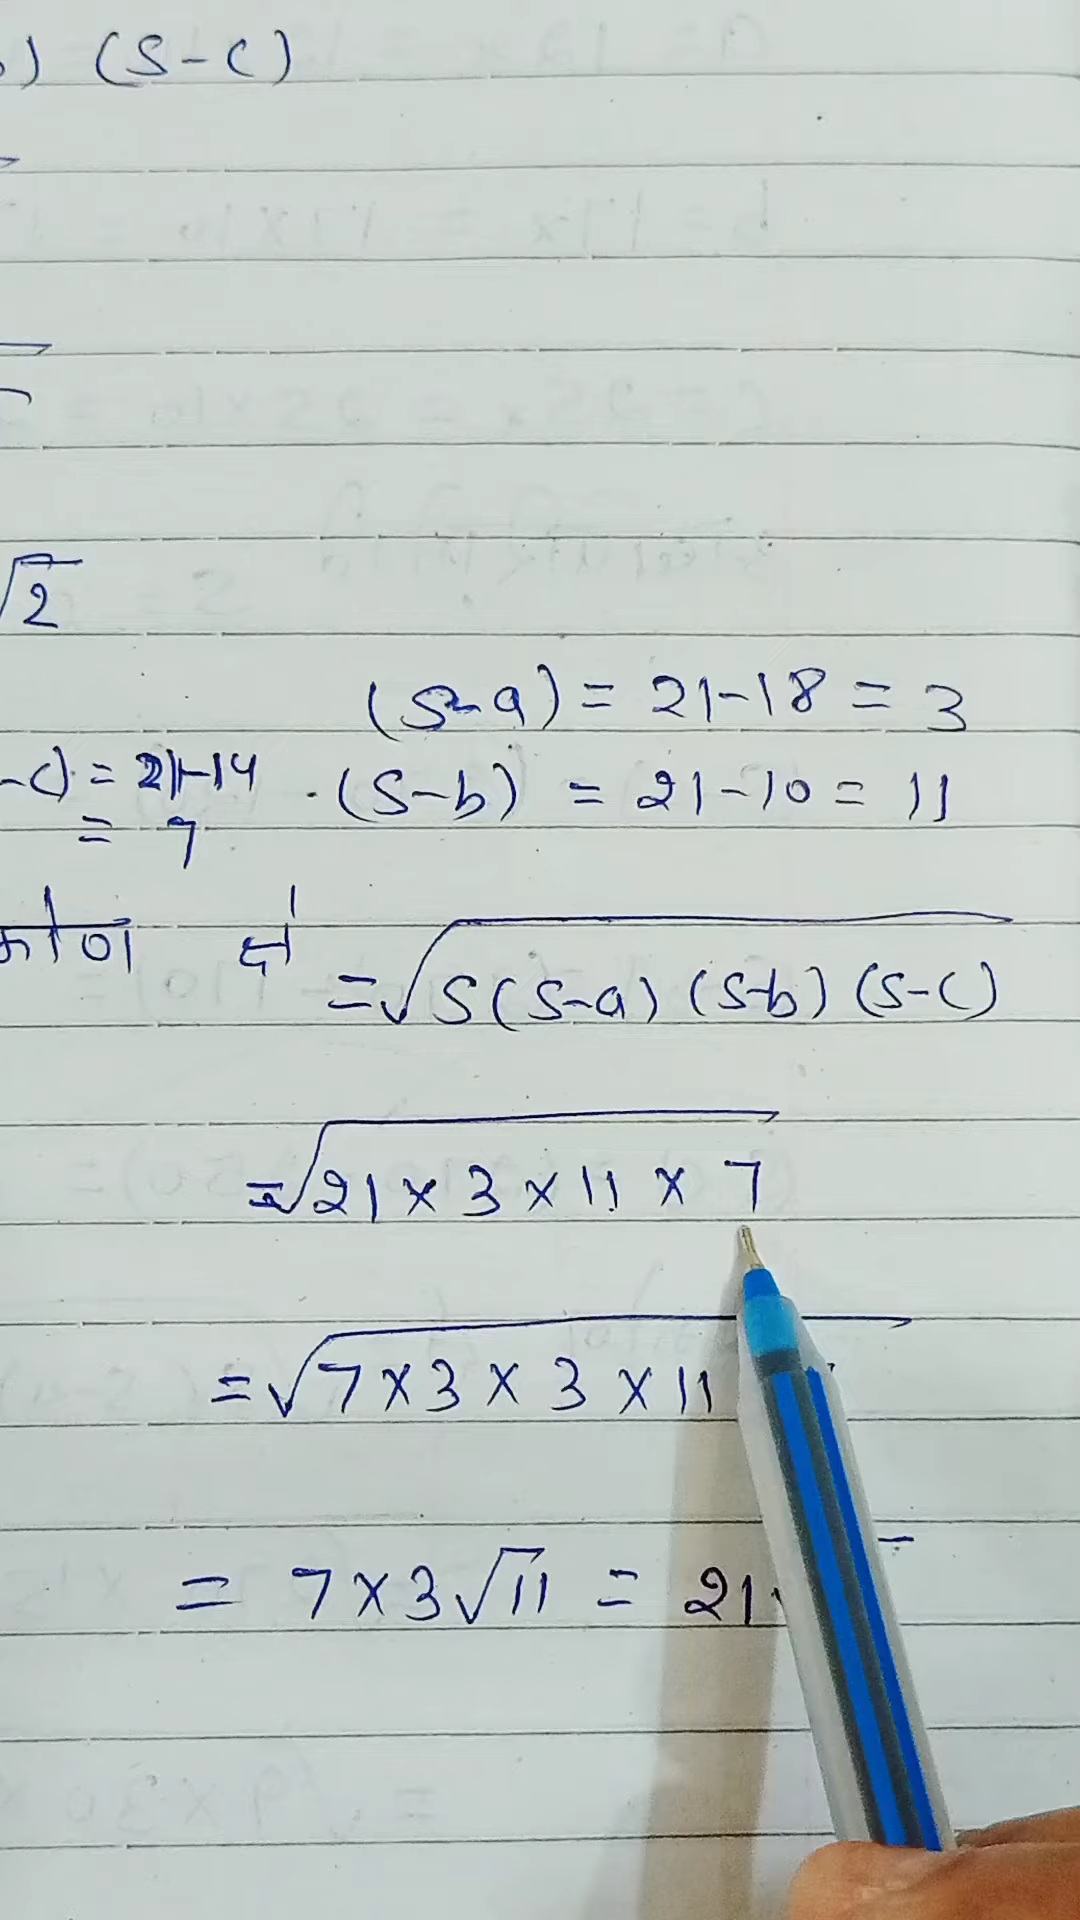 ) (S-C)
√2
(S-a) = 21-18 = 3
-C) = 21-14 . (S-b) = 21-10 = 11
= 7
= √S(S-a) (S-b) (S-C)
= √21 × 3 × 11 × 7
= √7 × 3 × 3 × 11
= 7 × 3√11 = 21